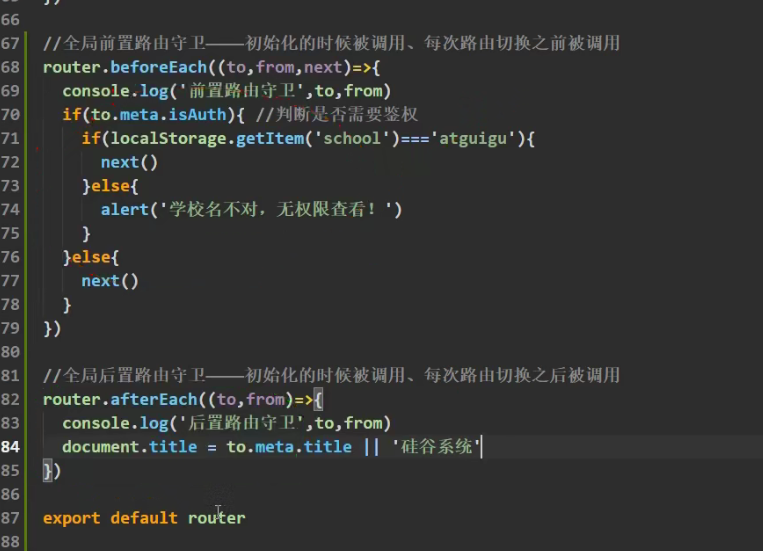 65 })
66
67 //全局前置路由守卫————初始化的时候被调用、每次路由切换之前被调用
68 router.beforeEach((to,from,next)=>{
69   console.log('前置路由守卫',to,from)
70   if(to.meta.isAuth){ //判断是否需要鉴权
71     if(localStorage.getItem('school')==='atguigu'){
72       next()
73     }else{
74       alert('学校名不对，无权限查看！')
75     }
76   }else{
77     next()
78   }
79 })
80
81 //全局后置路由守卫————初始化的时候被调用、每次路由切换之后被调用
82 router.afterEach((to,from)=>{
83   console.log('后置路由守卫',to,from)
84   document.title = to.meta.title || '硅谷系统'
85 })
86
87 export default router
88